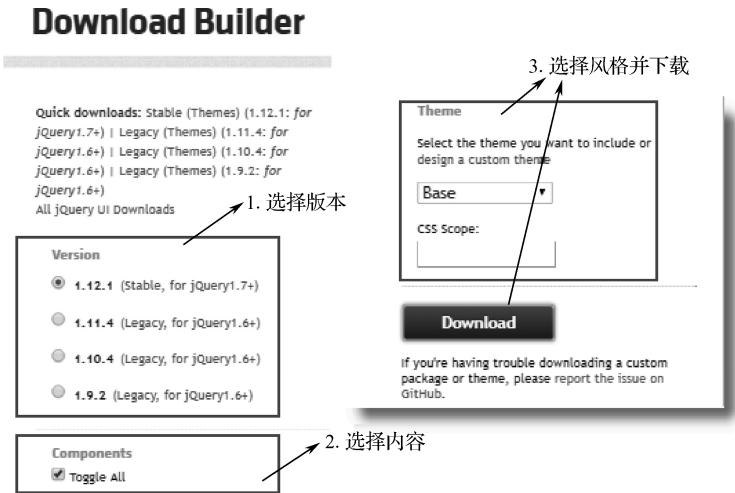 Download Builder
Quick downloads: Stable (Themes) (1.12.1: for
jQuery1.7+) | Legacy (Themes) (1.11.4: for
jQuery1.6+) | Legacy (Themes) (1.10.4: for
jQuery1.6+) | Legacy (Themes) (1.9.2: for
jQuery1.6+)
All jQuery UI Downloads
1. 选择版本
Version
1.12.1 (Stable, for jQuery1.7+)
1.11.4 (Legacy, for jQuery1.6+)
1.10.4 (Legacy, for jQuery1.6+)
1.9.2 (Legacy, for jQuery1.6+)
Components
Toggle All
2. 选择内容
3. 选择风格并下载
Theme
Select the theme you want to include or
design a custom theme
Base
CSS Scope:
Download
If you're having trouble downloading a custom
package or theme, please report the issue on
GitHub.